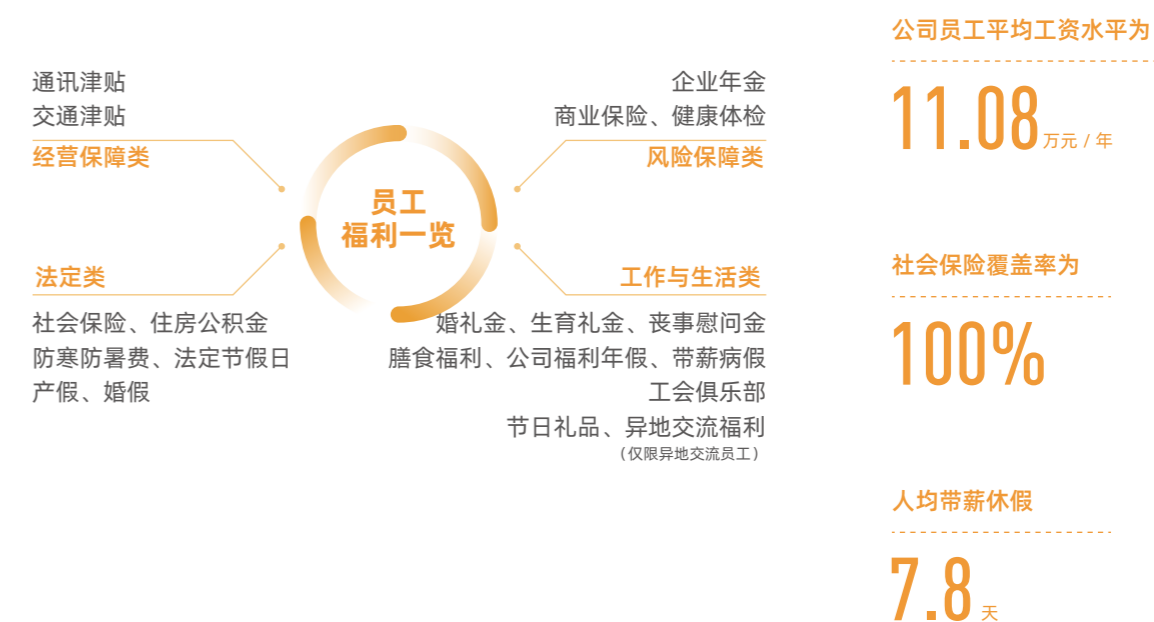 通讯津贴
交通津贴
经营保障类
企业年金
商业保险、健康体检
风险保障类
员工
福利一览
法定类
社会保险、住房公积金
防寒防暑费、法定节假日
产假、婚假
工作与生活类
婚礼金、生育礼金、丧事慰问金
膳食福利、公司福利年假、带薪病假
工会俱乐部
节日礼品、异地交流福利
（仅限异地交流员工）
公司员工平均工资水平为
11.08 万元 / 年
社会保险覆盖率为
100%
人均带薪休假
7.8 天